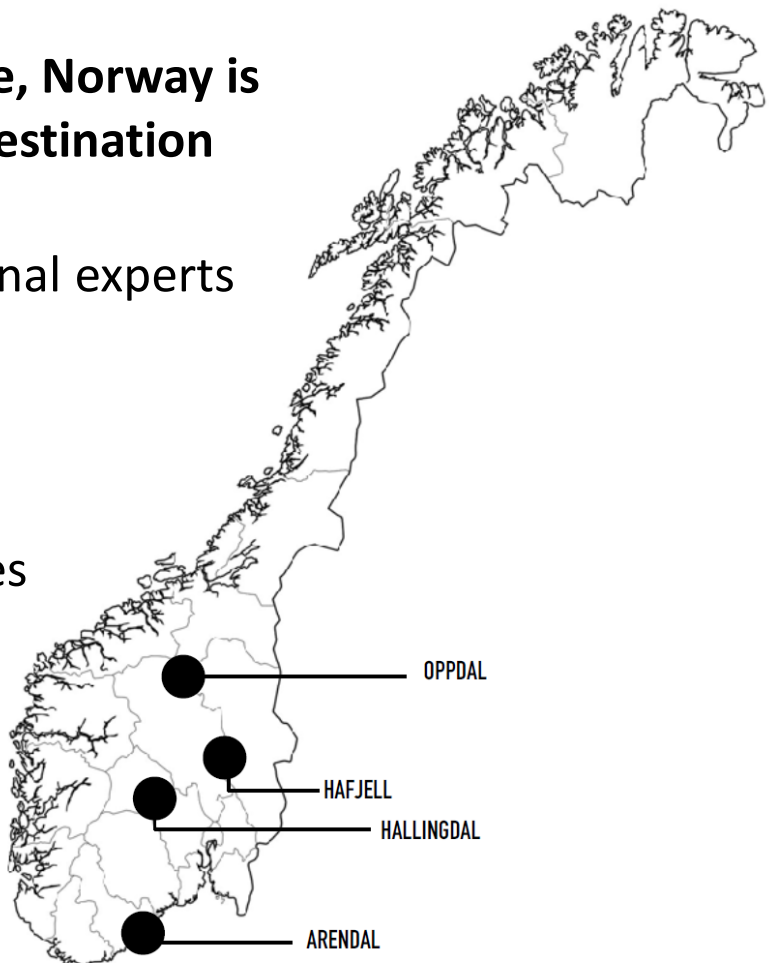 e, Norway is
estination
nal experts
es
OPPDAL
HAFJELL
HALLINGDAL
ARENDAL